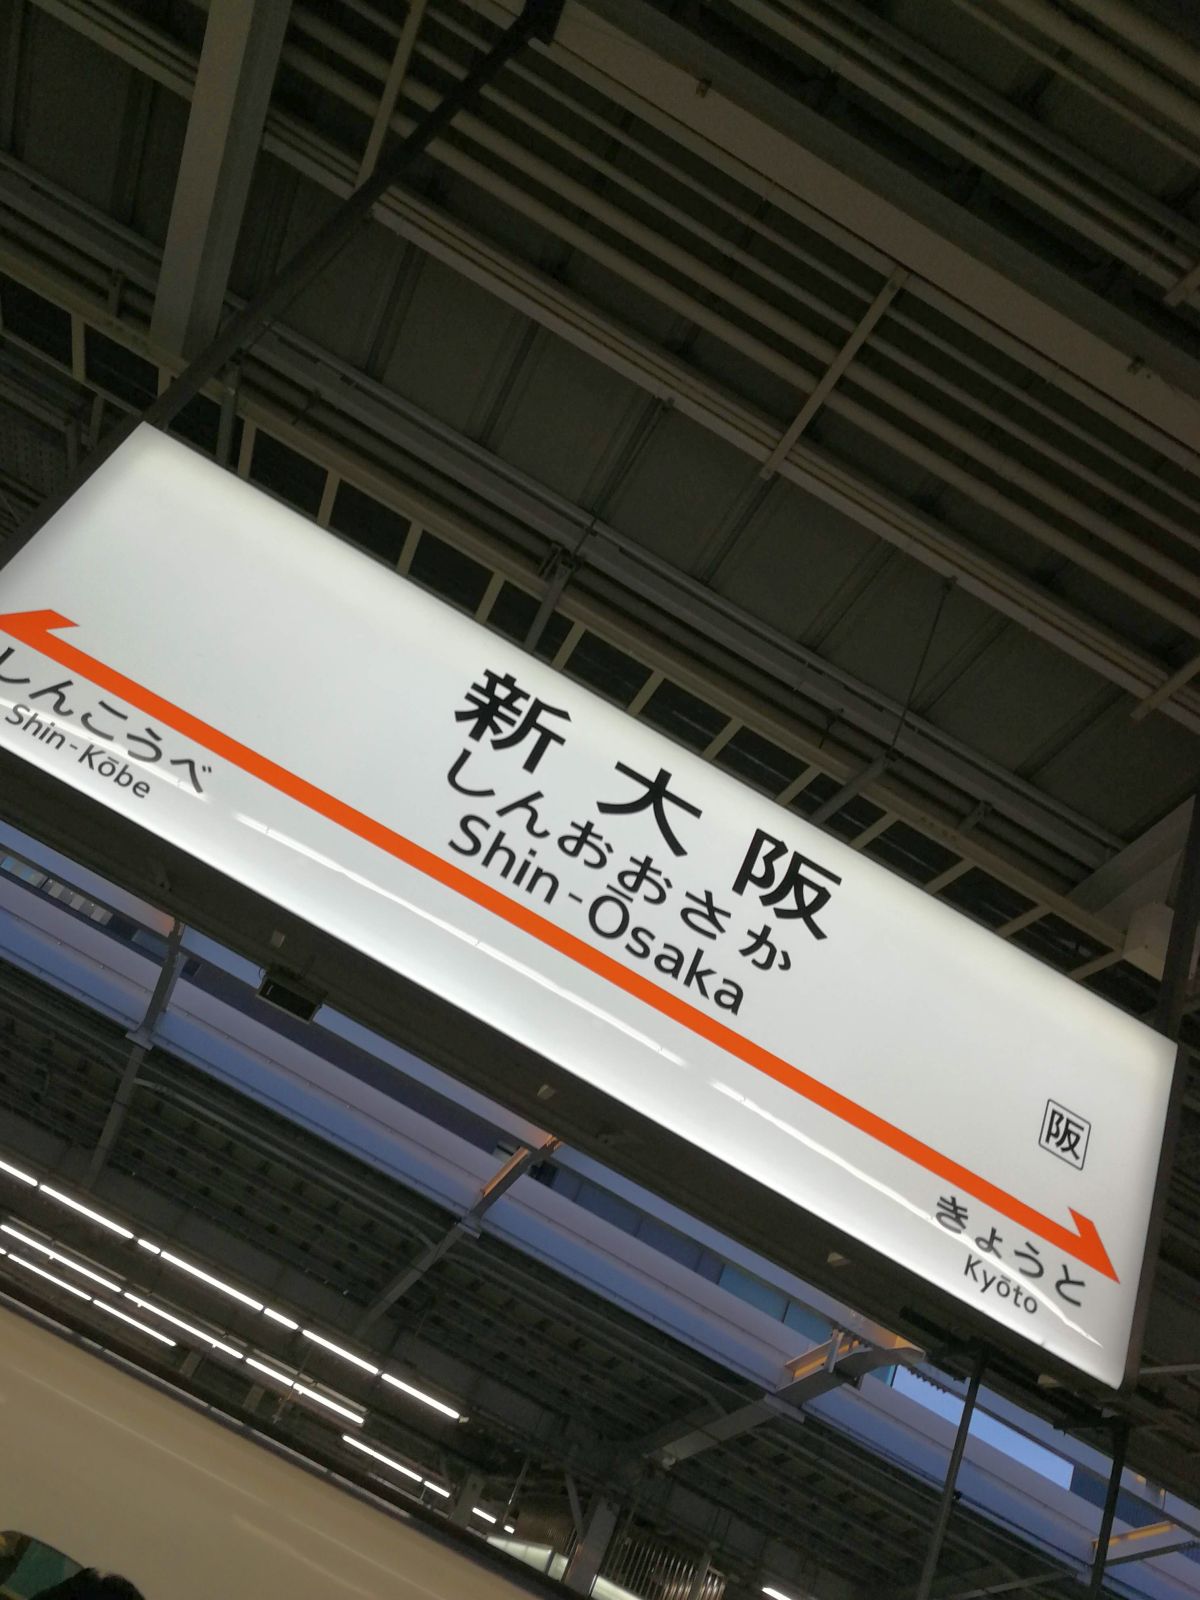 新大阪
しんおおさか
Shin-Ōsaka
しんこうべ
Shin-Kōbe
阪
きょうと
Kyōto